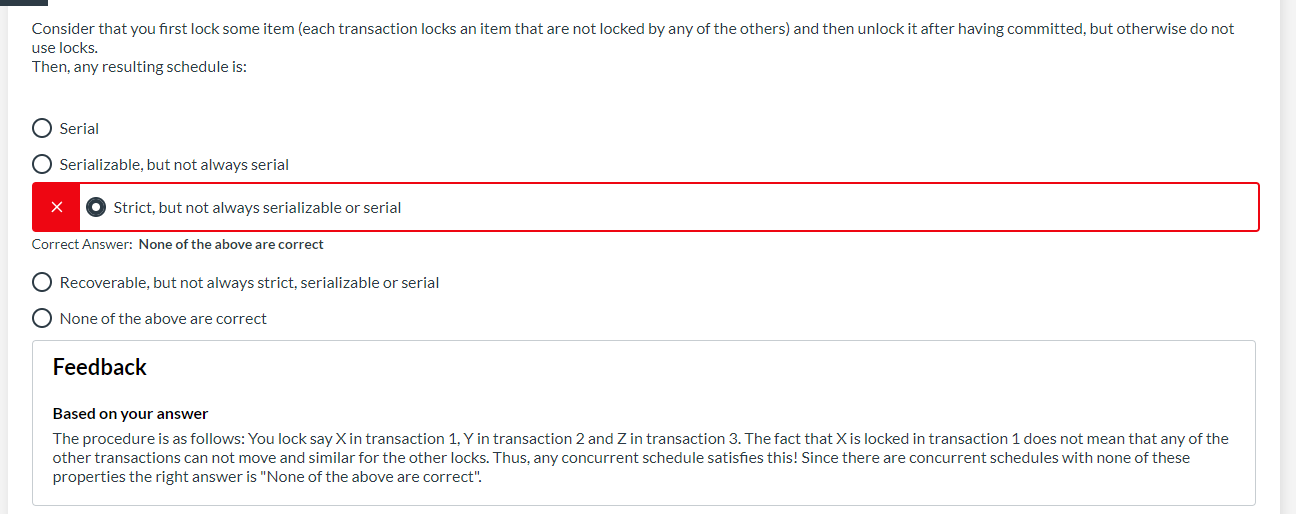 Consider that you first lock some item (each transaction locks an item that are not locked by any of the others) and then unlock it after having committed, but otherwise do not
use locks.
Then, any resulting schedule is:
Serial
Serializable, but not always serial
Strict, but not always serializable or serial
Correct Answer: None of the above are correct
Recoverable, but not always strict, serializable or serial
None of the above are correct
Feedback
Based on your answer
The procedure is as follows: You lock say X in transaction 1, Y in transaction 2 and Z in transaction 3. The fact that X is locked in transaction 1 does not mean that any of the
other transactions can not move and similar for the other locks. Thus, any concurrent schedule satisfies this! Since there are concurrent schedules with none of these
properties the right answer is "None of the above are correct".